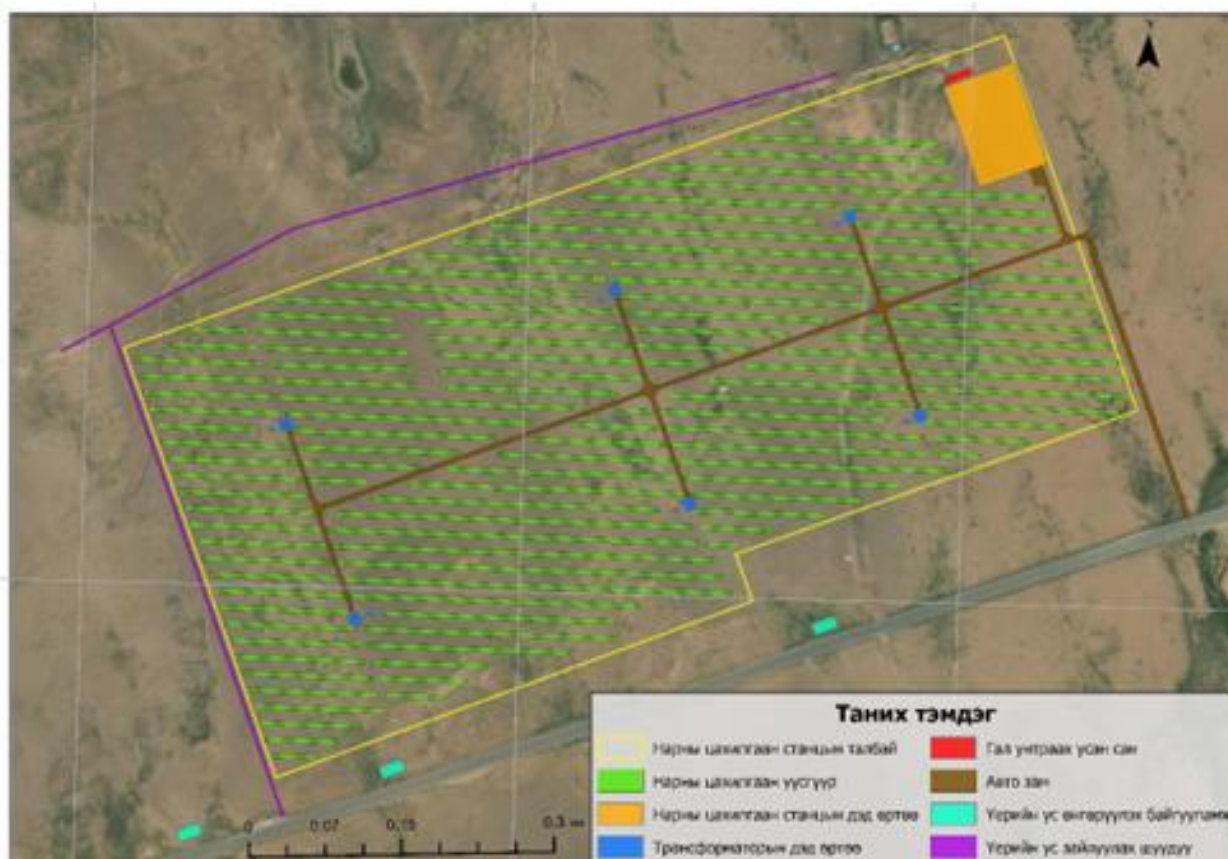 0 0.07 0.15 0.3 км
Таних тэмдэг
Нарны цахилгаан станцын талбай
Гал унтраах усан сан
Нарны цахилгаан үүсгүүр
Авто зам
Нарны цахилгаан станцын дэд өртөө
Үерийн ус өнгөрүүлэх байгууламж
Трансформаторын дэд өртөө
Үерийн ус зайлуулах шуудуу